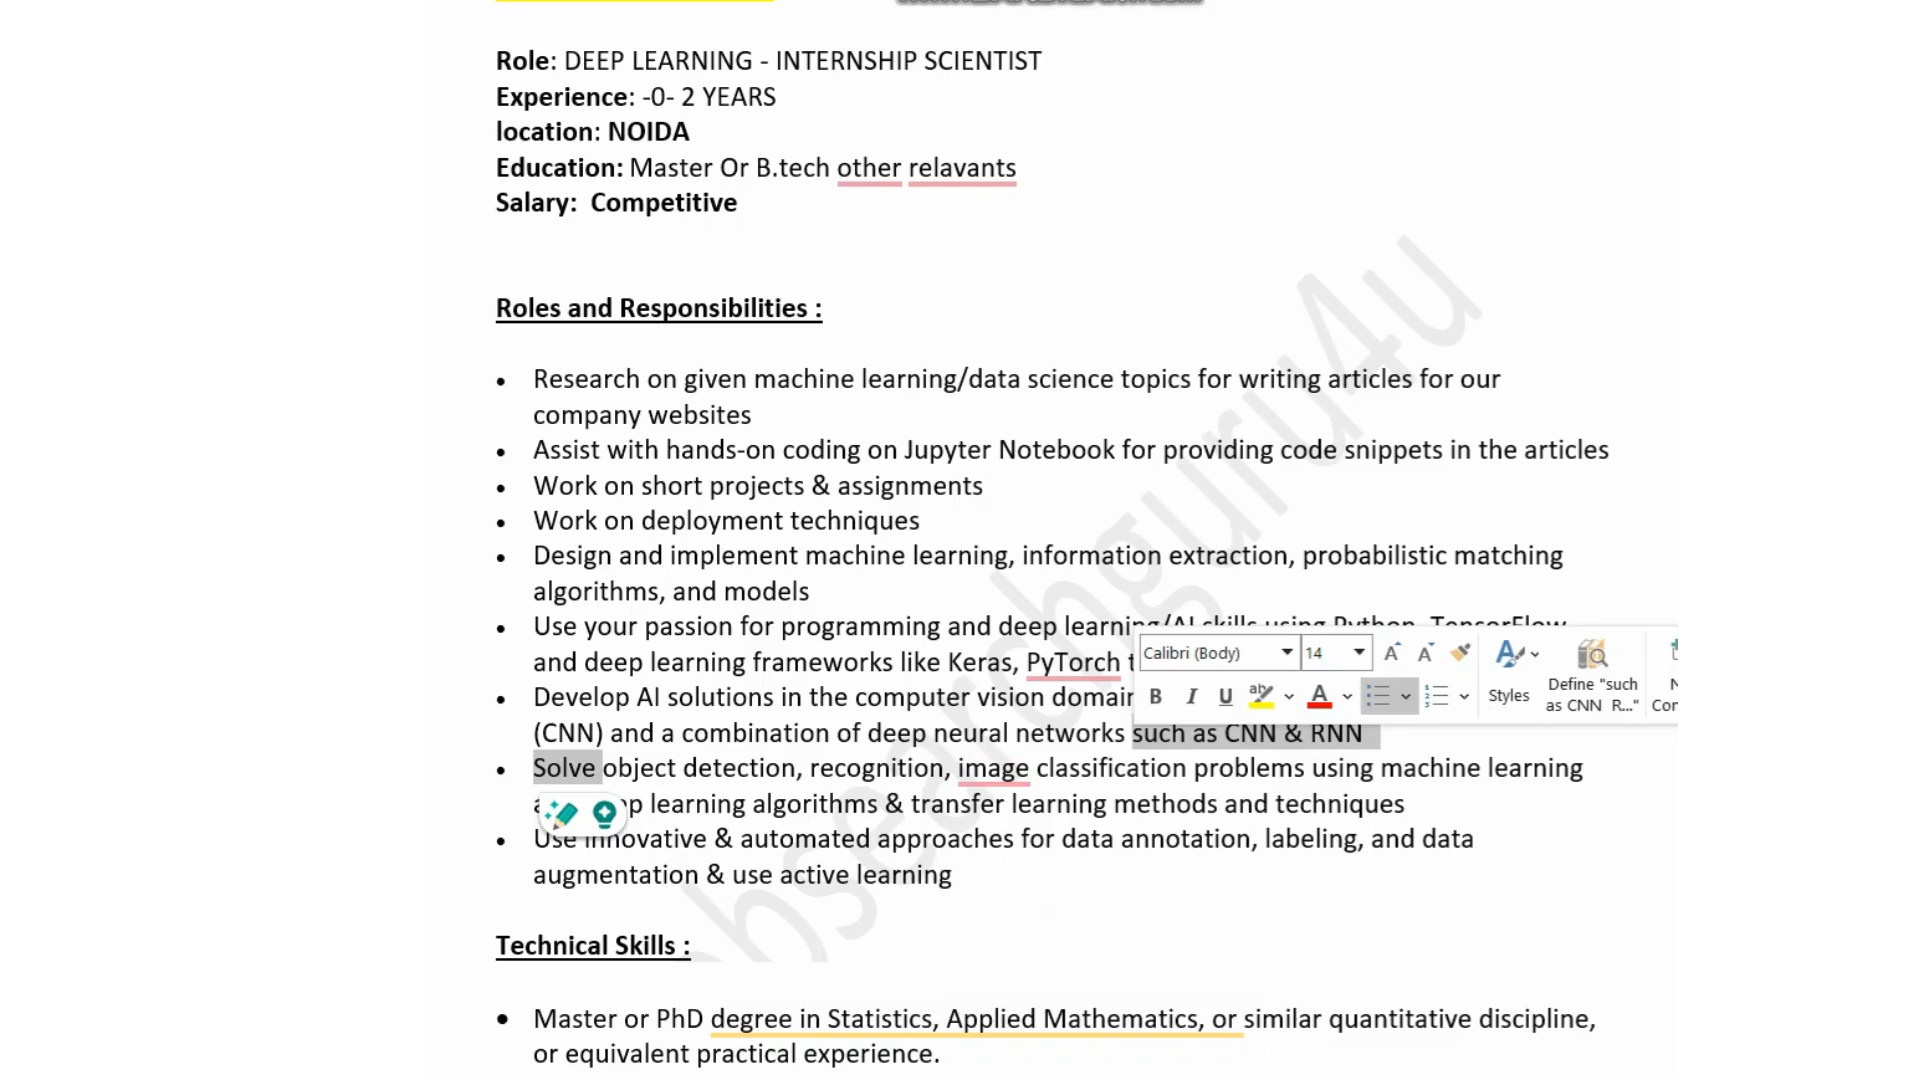 Role: DEEP LEARNING - INTERNSHIP SCIENTIST
Experience: -0- 2 YEARS
location: NOIDA
Education: Master Or B.tech other relavants
Salary: Competitive
Roles and Responsibilities :
• Research on given machine learning/data science topics for writing articles for our
company websites
• Assist with hands-on coding on Jupyter Notebook for providing code snippets in the articles
• Work on short projects & assignments
• Work on deployment techniques
• Design and implement machine learning, information extraction, probabilistic matching
algorithms, and models
• Use your passion for programming and deep learning/AI skills using Python, TensorFlow
and deep learning frameworks like Keras, PyTorch
Calibri (Body) 14
B I U Styles Define "such
as CNN R..."
• Develop AI solutions in the computer vision domain
(CNN) and a combination of deep neural networks such as CNN & RNN
• Solve object detection, recognition, image classification problems using machine learning
learning algorithms & transfer learning methods and techniques
• Use innovative & automated approaches for data annotation, labeling, and data
augmentation & use active learning
Technical Skills :
• Master or PhD degree in Statistics, Applied Mathematics, or similar quantitative discipline,
or equivalent practical experience.
hsearchguru4u